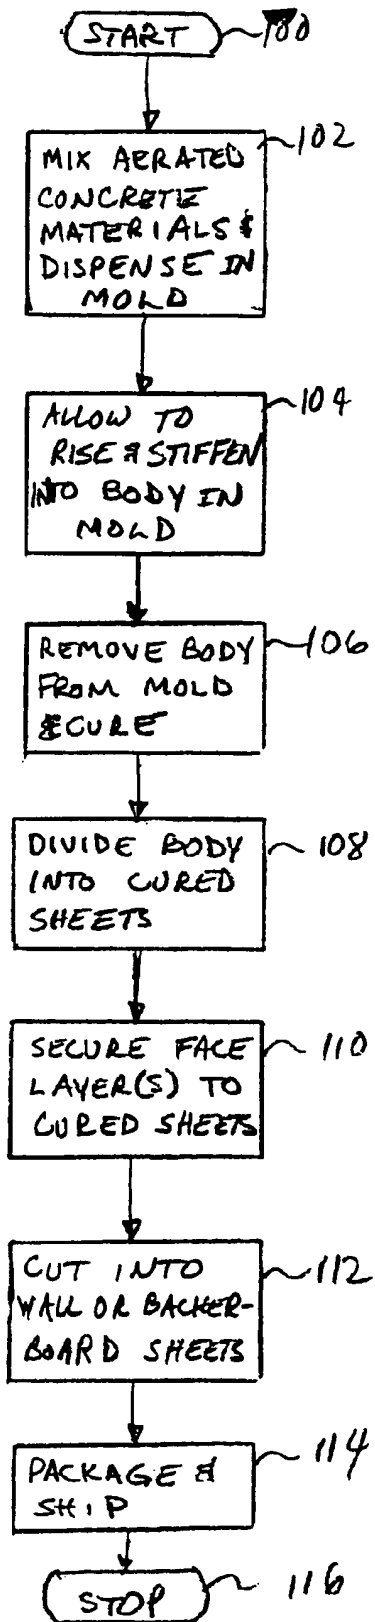 START
100
MIX AERATED
102
CONCRETE
MATERIALS &
DISPENSE IN
MOLD
ALLOW TO
104
RISE & STIFFEN
INTO BODY IN
MOLD
REMOVE BODY
106
FROM MOLD
& CURE
DIVIDE BODY
108
INTO CURED
SHEETS
SECURE FACE
110
LAYER(S) TO
CURED SHEETS
CUT INTO
112
WALL OR BACKER-
BOARD SHEETS
PACKAGE &
114
SHIP
STOP
116